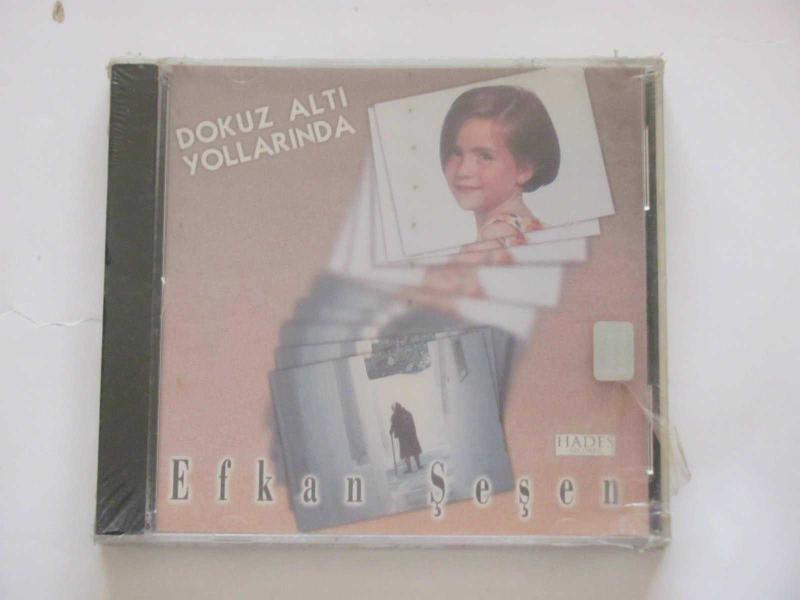 DOKUZ ALTI
YOLLARINDA
HADES
Efkan Şeşen